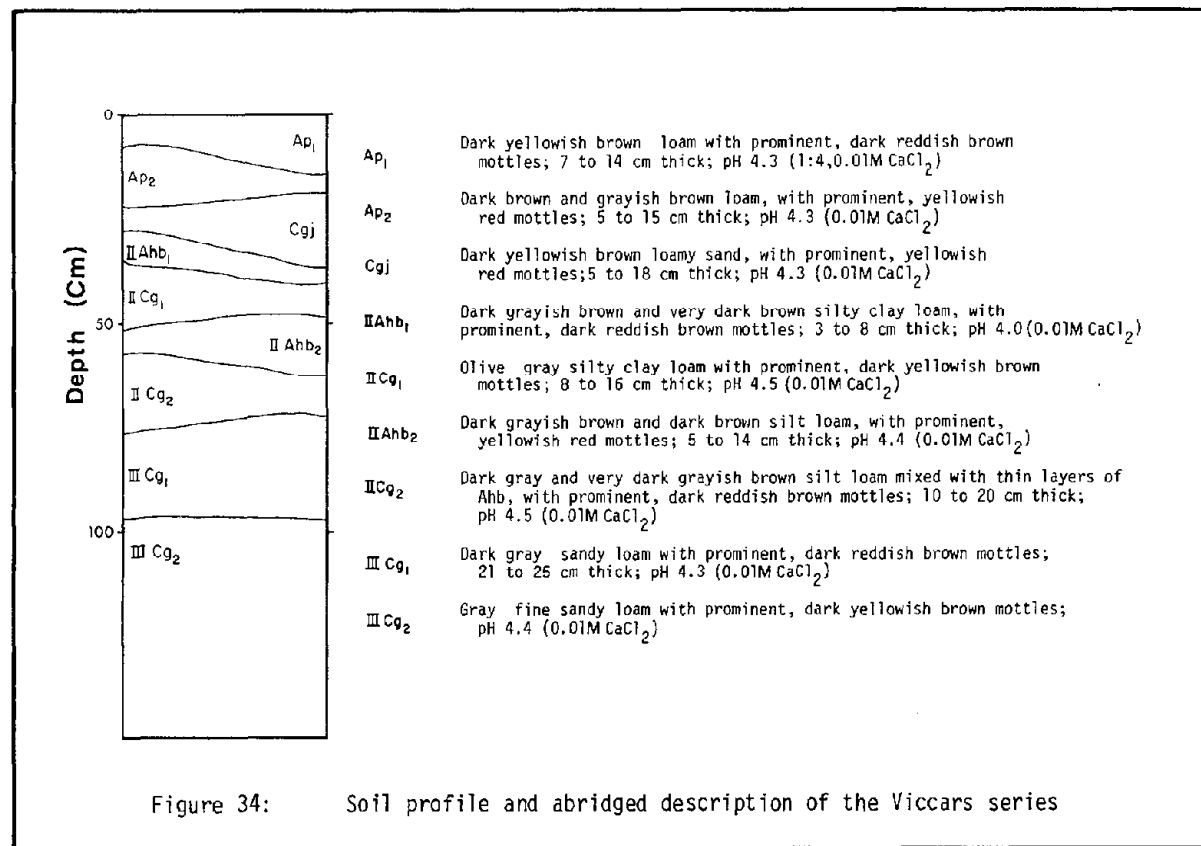 0
Ap₁
Ap₂
Cgj
II Ahb₁
II Cg₁
50
II Ahb₂
II Cg₂
III Cg₁
100
III Cg₂
Depth (Cm)
Ap₁ Dark yellowish brown loam with prominent, dark reddish brown
mottles; 7 to 14 cm thick; pH 4.3 (1:4,0.01M CaCl₂)
Ap₂ Dark brown and grayish brown loam, with prominent, yellowish
red mottles; 5 to 15 cm thick; pH 4.3 (0.01M CaCl₂)
Cgj Dark yellowish brown loamy sand, with prominent, yellowish
red mottles;5 to 18 cm thick; pH 4.3 (0.01M CaCl₂)
IIAhb₁ Dark grayish brown and very dark brown silty clay loam, with
prominent, dark reddish brown mottles; 3 to 8 cm thick; pH 4.0(0.01M CaCl₂)
IICg₁ Olive gray silty clay loam with prominent, dark yellowish brown
mottles; 8 to 16 cm thick; pH 4.5 (0.01M CaCl₂)
IIAhb₂ Dark grayish brown and dark brown silt loam, with prominent,
yellowish red mottles; 5 to 14 cm thick; pH 4.4 (0.01M CaCl₂)
IICg₂ Dark gray and very dark grayish brown silt loam mixed with thin layers of
Ahb, with prominent, dark reddish brown mottles; 10 to 20 cm thick;
pH 4.5 (0.01M CaCl₂)
III Cg₁ Dark gray sandy loam with prominent, dark reddish brown mottles;
21 to 26 cm thick; pH 4.3 (0.01M CaCl₂)
III Cg₂ Gray fine sandy loam with prominent, dark yellowish brown mottles;
pH 4.4 (0.01M CaCl₂)
Figure 34: Soil profile and abridged description of the Viccars series